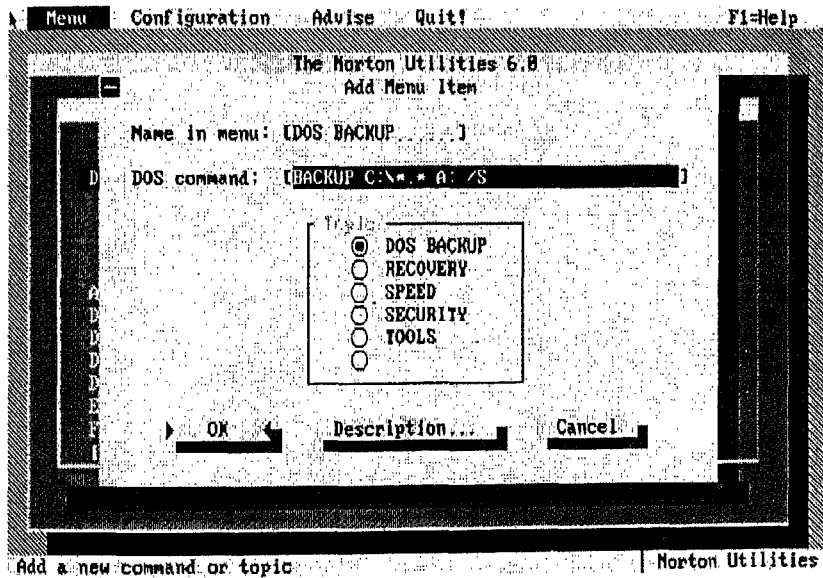 Menu Configuration Advise Quit! F1=Help
The Norton Utilities 6.0
Add Menu Item
Name in menu: [DOS BACKUP......]
DOS command: [BACKUP C:\*.* A: /S ]
D
Topic
DOS BACKUP
RECOVERY
SPEED
SECURITY
TOOLS
A
D
D
D
D
E
F
OK Description... Cancel
Add a new command or topic Norton Utilities